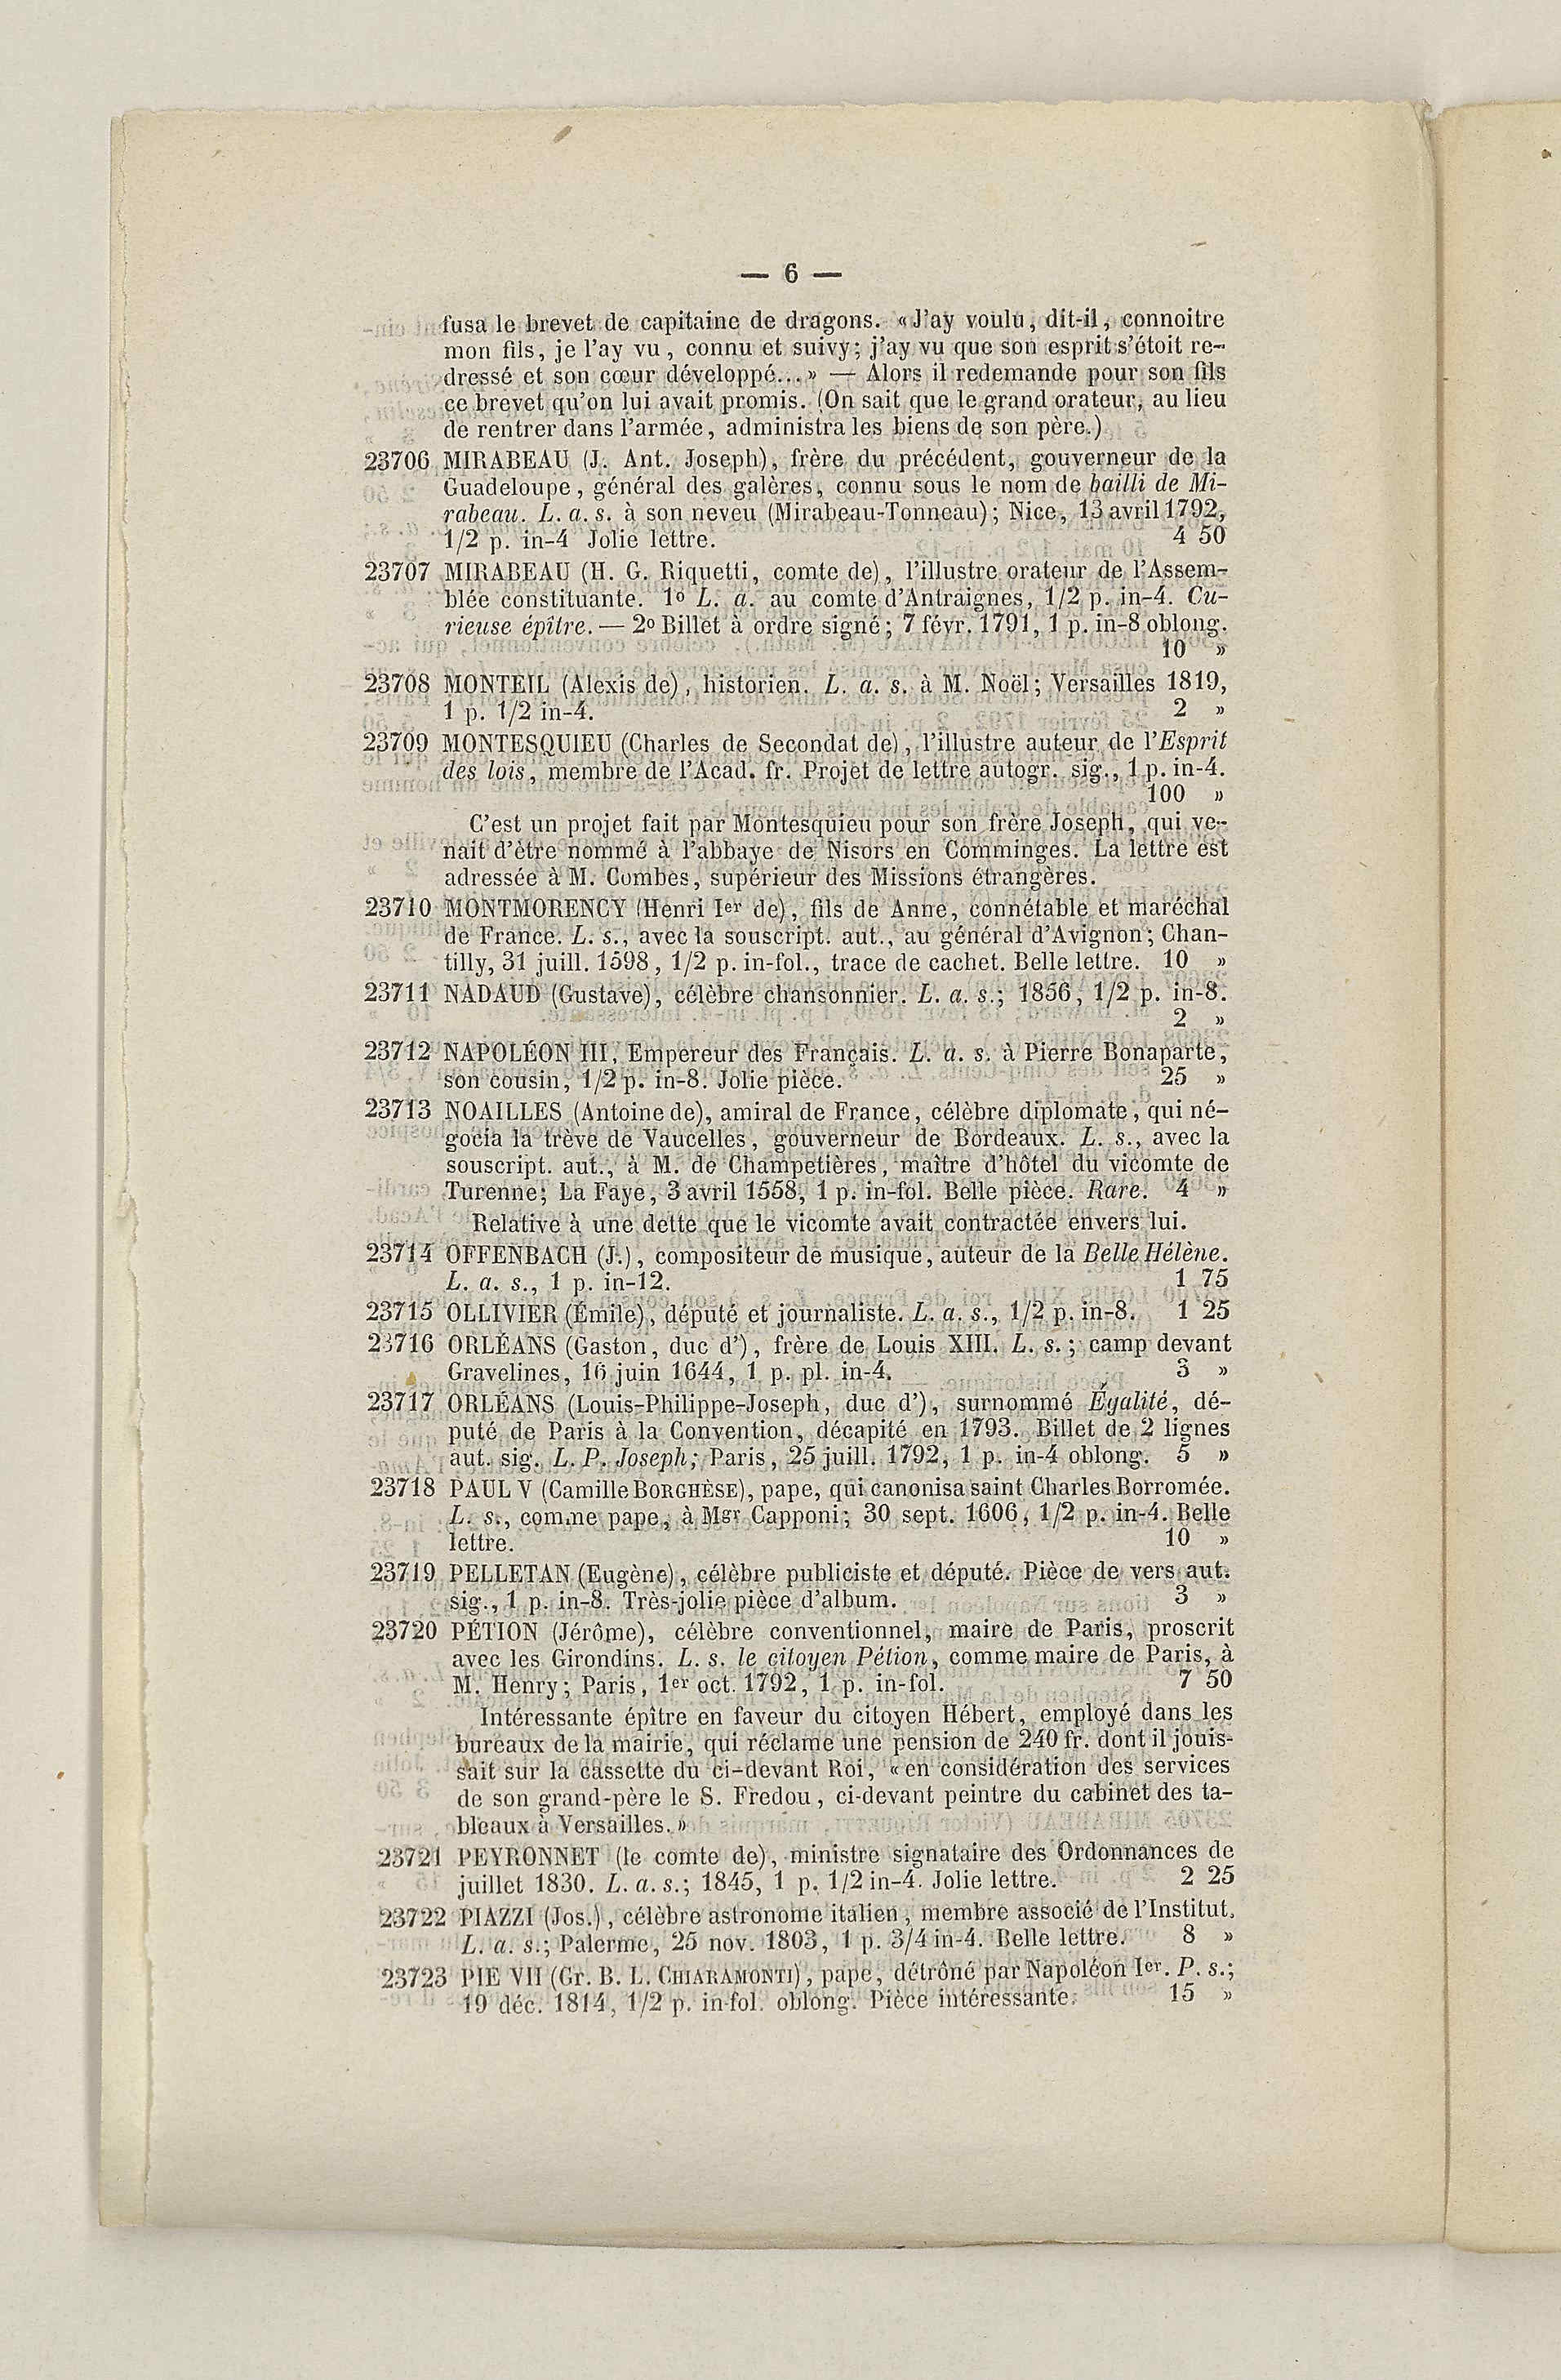 — 6 —
fusa le brevet de capitaine de dragons. «J'ay voulu, dit-il, connoitre
mon fils, je l'ay vu, connu et suivy; j'ay vu que son esprit s'étoit re-
dressé et son cœur développé...» — Alors il redemande pour son fils
ce brevet qu'on lui avait promis. (On sait que le grand orateur, au lieu
de rentrer dans l'armée, administra les biens de son père.)
23706 MIRABEAU (J. Ant. Joseph), frère du précédent, gouverneur de la
Guadeloupe, général des galères, connu sous le nom de bailli de Mi-
rabeau. L. a. s. à son neveu (Mirabeau-Tonneau); Nice, 13 avril 1792,
1/2 p. in-4 Jolie lettre. 4 50
23707 MIRABEAU (H. G. Riquetti, comte de), l'illustre orateur de l'Assem-
blée constituante. 1º L. a. au comte d'Antraignes, 1/2 p. in-4. Cu-
rieuse épître. — 2º Billet à ordre signé; 7 févr. 1791, 1 p. in-8 oblong.
10 »
23708 MONTEIL (Alexis de), historien. L. a. s. à M. Noël; Versailles 1819,
1 p. 1/2 in-4. 2 »
23709 MONTESQUIEU (Charles de Secondat de), l'illustre auteur de l'Esprit
des lois, membre de l'Acad. fr. Projet de lettre autogr. sig., 1 p. in-4.
100 »
C'est un projet fait par Montesquieu pour son frère Joseph, qui ve-
nait d'être nommé à l'abbaye de Nisors en Comminges. La lettre est
adressée à M. Combes, supérieur des Missions étrangères.
23710 MONTMORENCY (Henri Ier de), fils de Anne, connétable et maréchal
de France. L. s., avec la souscript. aut., au général d'Avignon; Chan-
tilly, 31 juill. 1598, 1/2 p. in-fol., trace de cachet. Belle lettre. 10 »
23711 NADAUD (Gustave), célèbre chansonnier. L. a. s.; 1856, 1/2 p. in-8.
2 »
23712 NAPOLÉON III, Empereur des Français. L. a. s. à Pierre Bonaparte,
son cousin, 1/2 p. in-8. Jolie pièce. 25 »
23713 NOAILLES (Antoine de), amiral de France, célèbre diplomate, qui né-
gocia la trève de Vaucelles, gouverneur de Bordeaux. L. s., avec la
souscript. aut., à M. de Champetières, maître d'hôtel du vicomte de
Turenne; La Faye, 3 avril 1558, 1 p. in-fol. Belle pièce. Rare. 4 »
Relative à une dette que le vicomte avait contractée envers lui.
23714 OFFENBACH (J.), compositeur de musique, auteur de la Belle Hélène.
L. a. s., 1 p. in-12. 1 75
23715 OLLIVIER (Émile), député et journaliste. L. a. s., 1/2 p. in-8. 1 25
23716 ORLÉANS (Gaston, duc d'), frère de Louis XIII. L. s.; camp devant
Gravelines, 16 juin 1644, 1 p. pl. in-4. 3 »
23717 ORLÉANS (Louis-Philippe-Joseph, duc d'), surnommé Égalité, dé-
puté de Paris à la Convention, décapité en 1793. Billet de 2 lignes
aut. sig. L. P. Joseph; Paris, 25 juill. 1792, 1 p. in-4 oblong. 5 »
23718 PAUL V (Camille BORGHÈSE), pape, qui canonisa saint Charles Borromée.
L. s., comme pape, à Mgr Capponi; 30 sept. 1606, 1/2 p. in-4. Belle
lettre. 10 »
23719 PELLETAN (Eugène), célèbre publiciste et député. Pièce de vers aut.
sig., 1 p. in-8. Très-jolie pièce d'album. 3 »
23720 PÉTION (Jérôme), célèbre conventionnel, maire de Paris, proscrit
avec les Girondins. L. s. le citoyen Pétion, comme maire de Paris, à
M. Henry; Paris, 1er oct. 1792, 1 p. in-fol. 7 50
Intéressante épître en faveur du citoyen Hébert, employé dans les
bureaux de la mairie, qui réclame une pension de 240 fr. dont il jouis-
sait sur la cassette du ci-devant Roi, «en considération des services
de son grand-père le S. Fredou, ci-devant peintre du cabinet des ta-
bleaux à Versailles.»
23721 PEYRONNET (le comte de), ministre signataire des Ordonnances de
juillet 1830. L. a. s.; 1845, 1 p. 1/2 in-4. Jolie lettre. 2 25
23722 PIAZZI (Jos.), célèbre astronome italien, membre associé de l'Institut.
L. a. s.; Palerme, 25 nov. 1803, 1 p. 3/4 in-4. Belle lettre. 8 »
23723 PIE VII (Gr. B. L. CHIARAMONTI), pape, détrôné par Napoléon Ier. P. s.;
19 déc. 1814, 1/2 p. in-fol. oblong. Pièce intéressante. 15 »